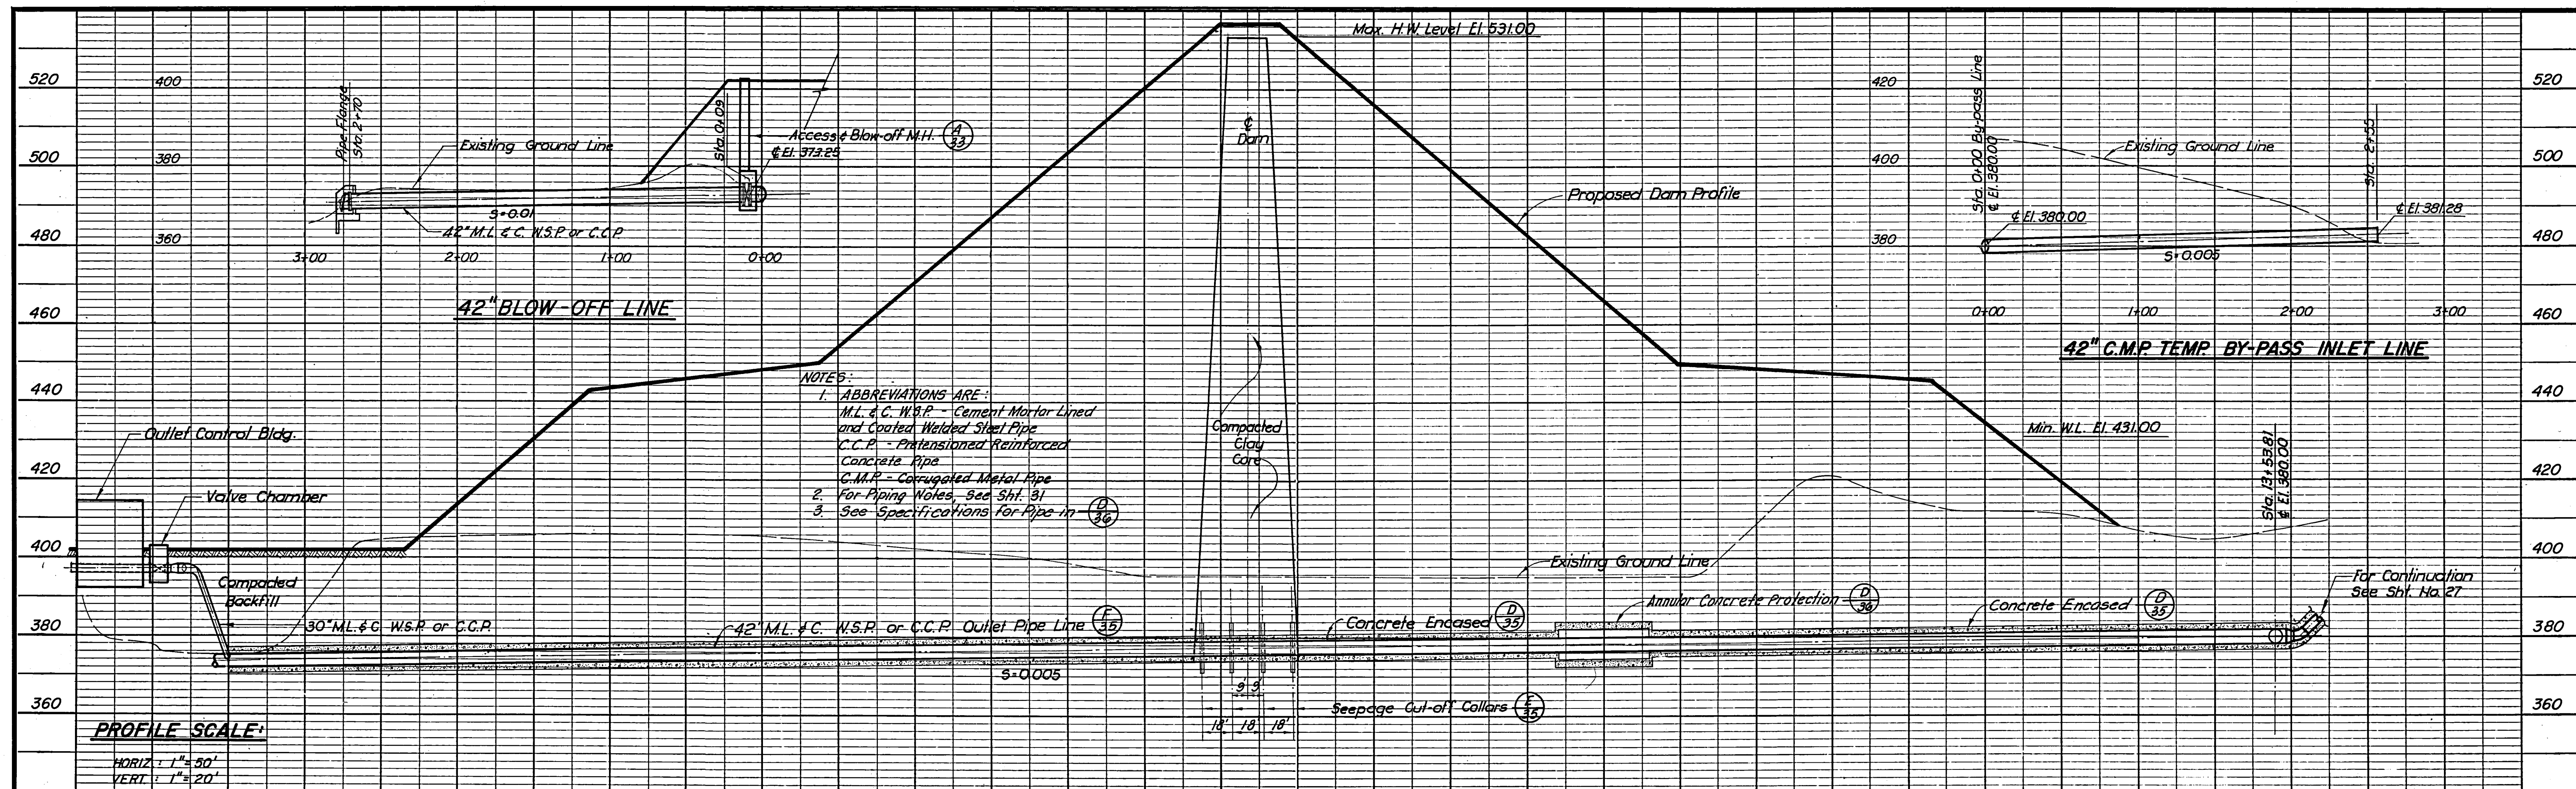 520
500
480
460
440
420
400
380
360
400
380
360
Pipe Flange
Sta. 2+70
Existing Ground Line
Sta. 0+09
Access & Blow-off M.H. A/33
℄ El. 373.25
S=0.01
42" M.L. & C. W.S.P. or C.C.P.
3+00
2+00
1+00
0+00
42" BLOW-OFF LINE
Max. H.W. Level El. 531.00
℄
Dam
Proposed Dam Profile
420
400
380
Sta. 0+00 By-pass Line
℄ El. 380.00
℄ El. 380.00
Existing Ground Line
Sta. 2+55
℄ El. 381.28
S=0.005
0+00
1+00
2+00
3+00
42" C.M.P. TEMP. BY-PASS INLET LINE
520
500
480
460
440
420
400
380
360
NOTES:
1. ABBREVIATIONS ARE:
M.L. & C. W.S.P. - Cement Mortar Lined
and Coated Welded Steel Pipe
C.C.P. - Pretensioned Reinforced
Concrete Pipe
C.M.P. - Corrugated Metal Pipe
2. For Piping Notes, See Sht. 31
3. See Specifications for Pipe in D/36
Compacted
Clay
Core
Min. W.L. El. 431.00
Sta. 13+53.81
℄ El. 380.00
Outlet Control Bldg.
Valve Chamber
Compacted
Backfill
30" M.L. & C. W.S.P. or C.C.P.
42" M.L. & C. W.S.P. or C.C.P. Outlet Pipe Line F/35
Existing Ground Line
Concrete Encased D/35
Annular Concrete Protection D/36
Concrete Encased D/35
For Continuation
See Sht. No. 27
S=0.005
9' 9'
18' 18' 18'
Seepage Cut-off Collars E/35
PROFILE SCALE:
HORIZ: 1"=50'
VERT: 1"=20'